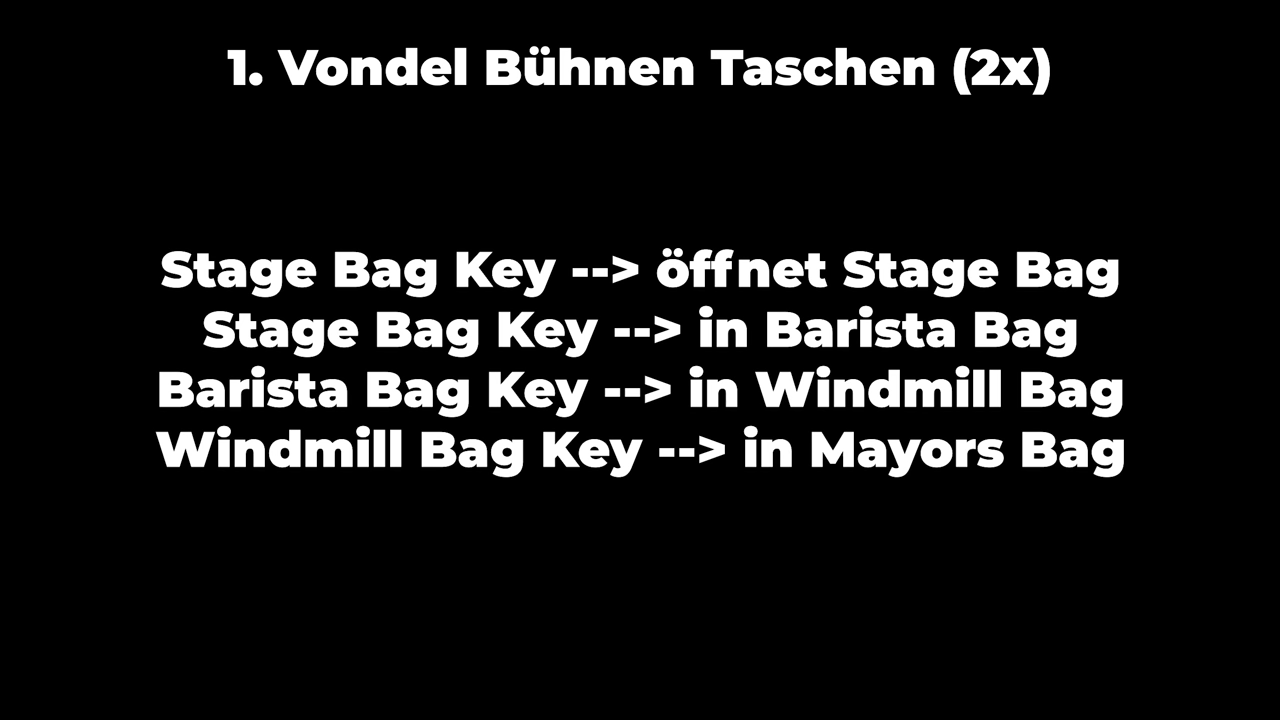 1. Vondel Bühnen Taschen (2x)
Stage Bag Key --> öffnet Stage Bag
Stage Bag Key --> in Barista Bag
Barista Bag Key --> in Windmill Bag
Windmill Bag Key --> in Mayors Bag